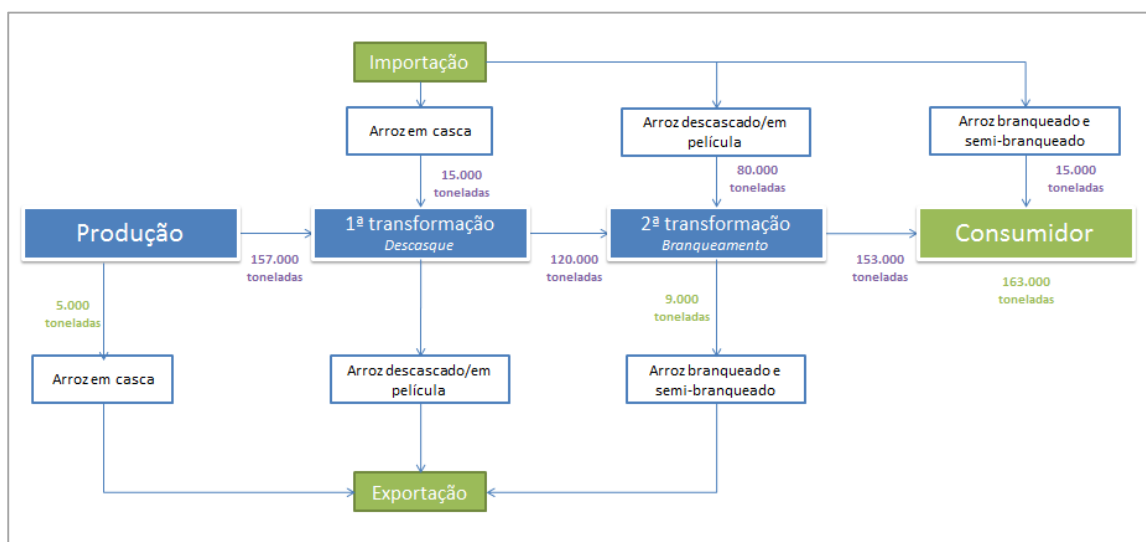 Importação
Arroz em casca
Arroz descascado/em
película
Arroz branqueado e
semi-branqueado
15.000
toneladas
80.000
toneladas
15.000
toneladas
Produção
1ª transformação
Descasque
2ª transformação
Branqueamento
Consumidor
157.000
toneladas
120.000
toneladas
153.000
toneladas
163.000
toneladas
5.000
toneladas
9.000
toneladas
Arroz em casca
Arroz descascado/em
película
Arroz branqueado e
semi-branqueado
Exportação